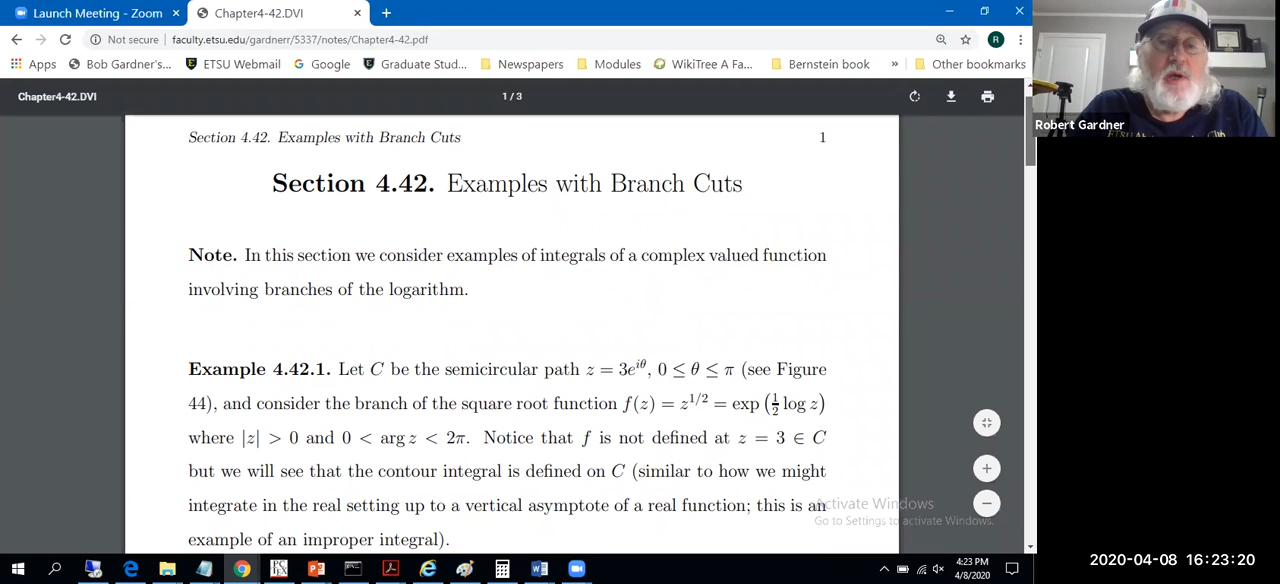 Launch Meeting - Zoom
Chapter4-42.DVI
Not secure | faculty.etsu.edu/gardnerr/5337/notes/Chapter4-42.pdf
R
Apps Bob Gardner's... ETSU Webmail Google Graduate Stud... Newspapers Modules WikiTree A Fa... Bernstein book » Other bookmarks
Chapter4-42.DVI
1 / 3
Robert Gardner
Section 4.42. Examples with Branch Cuts 1
Section 4.42. Examples with Branch Cuts
Note. In this section we consider examples of integrals of a complex valued function
involving branches of the logarithm.
Example 4.42.1. Let C be the semicircular path z = 3e^{iθ}, 0 ≤ θ ≤ π (see Figure
44), and consider the branch of the square root function f(z) = z^{1/2} = exp (½ log z)
where |z| > 0 and 0 < arg z < 2π. Notice that f is not defined at z = 3 ∈ C
but we will see that the contour integral is defined on C (similar to how we might
integrate in the real setting up to a vertical asymptote of a real function; this is an
example of an improper integral).
Activate Windows
Go to Settings to activate Windows.
4:23 PM
4/8/2020
2020-04-08 16:23:20